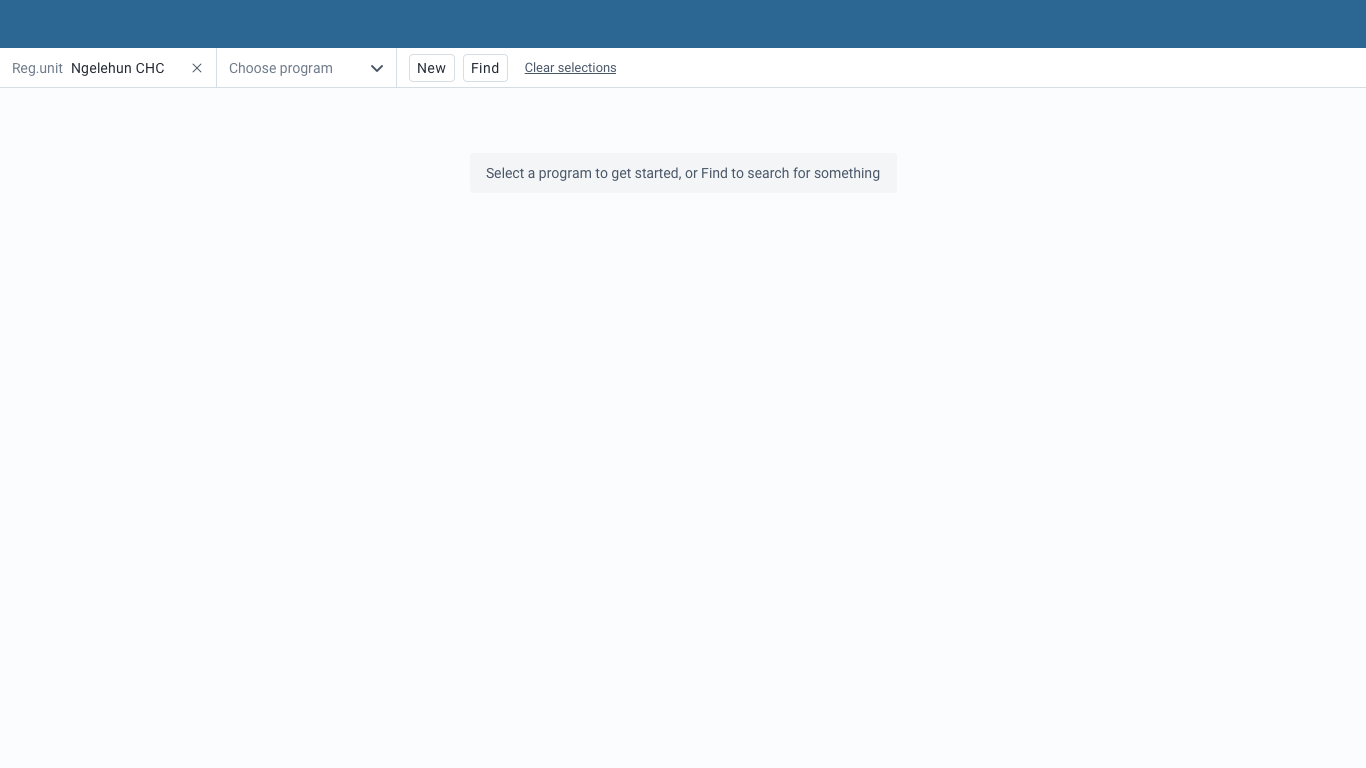 Reg.unit Ngelehun CHC Choose program New Find Clear selections
Select a program to get started, or Find to search for something